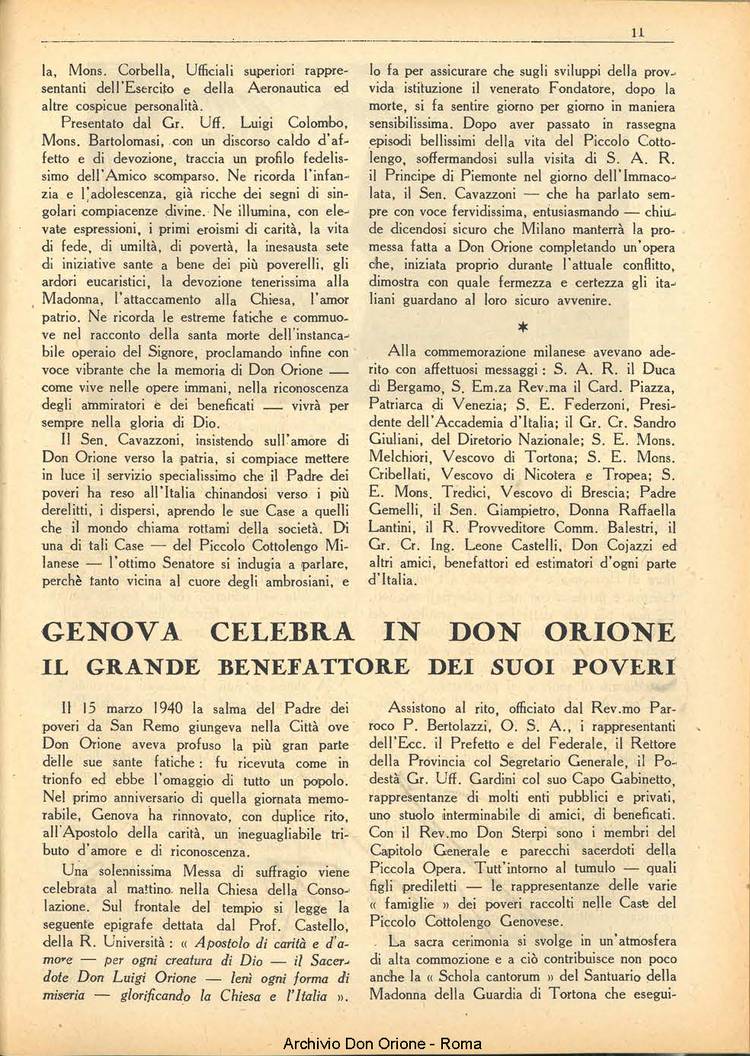 11
la, Mons. Corbella, Ufficiali superiori rappre-
sentanti dell'Esercito e della Aeronautica ed
altre cospicue personalità.
Presentato dal Gr. Uff. Luigi Colombo,
Mons. Bartolomasi, con un discorso caldo d'af-
fetto e di devozione, traccia un profilo fedelis-
simo dell'Amico scomparso. Ne ricorda l'infan-
zia e l'adolescenza, già ricche dei segni di sin-
golari compiacenze divine. Ne illumina, con ele-
vate espressioni, i primi eroismi di carità, la vita
di fede, di umiltà, di povertà, la inesausta sete
di iniziative sante a bene dei più poverelli, gli
ardori eucaristici, la devozione tenerissima alla
Madonna, l'attaccamento alla Chiesa, l'amor
patrio. Ne ricorda le estreme fatiche e commuo-
ve nel racconto della santa morte dell'instanca-
bile operaio del Signore, proclamando infine con
voce vibrante che la memoria di Don Orione —
come vive nelle opere immani, nella riconoscenza
degli ammiratori e dei beneficati — vivrà per
sempre nella gloria di Dio.
Il Sen. Cavazzoni, insistendo sull'amore di
Don Orione verso la patria, si compiace mettere
in luce il servizio specialissimo che il Padre dei
poveri ha reso all'Italia chinandosi verso i più
derelitti, i dispersi, aprendo le sue Case a quelli
che il mondo chiama rottami della società. Di
una di tali Case — del Piccolo Cottolengo Mi-
lanese — l'ottimo Senatore si indugia a parlare,
perchè tanto vicina al cuore degli ambrosiani, e
lo fa per assicurare che sugli sviluppi della prov-
vida istituzione il venerato Fondatore, dopo la
morte, si fa sentire giorno per giorno in maniera
sensibilissima. Dopo aver passato in rassegna
episodi bellissimi della vita del Piccolo Cotto-
lengo, soffermandosi sulla visita di S. A. R.
il Principe di Piemonte nel giorno dell'Immaco-
lata, il Sen. Cavazzoni — che ha parlato sem-
pre con voce fervidissima, entusiasmando — chiu-
de dicendosi sicuro che Milano manterrà la pro-
messa fatta a Don Orione completando un'opera
che, iniziata proprio durante l'attuale conflitto,
dimostra con quale fermezza e certezza gli ita-
liani guardano al loro sicuro avvenire.
*
Alla commemorazione milanese avevano ade-
rito con affettuosi messaggi : S. A. R. il Duca
di Bergamo, S. Em.za Rev.ma il Card. Piazza,
Patriarca di Venezia; S. E. Federzoni, Presi-
dente dell'Accademia d'Italia; il Gr. Cr. Sandro
Giuliani, del Diretorio Nazionale; S. E. Mons.
Melchiori, Vescovo di Tortona; S. E. Mons.
Cribellati, Vescovo di Nicotera e Tropea; S.
E. Mons. Tredici, Vescovo di Brescia; Padre
Gemelli, il Sen. Giampietro, Donna Raffaella
Lantini, il R. Provveditore Comm. Balestri, il
Gr. Cr. Ing. Leone Castelli, Don Cojazzi ed
altri amici, benefattori ed estimatori d'ogni parte
d'Italia.
GENOVA CELEBRA IN DON ORIONE
IL GRANDE BENEFATTORE DEI SUOI POVERI
Il 15 marzo 1940 la salma del Padre dei
poveri da San Remo giungeva nella Città ove
Don Orione aveva profuso la più gran parte
delle sue sante fatiche : fu ricevuta come in
trionfo ed ebbe l'omaggio di tutto un popolo.
Nel primo anniversario di quella giornata memo-
rabile, Genova ha rinnovato, con duplice rito,
all'Apostolo della carità, un ineguagliabile tri-
buto d'amore e di riconoscenza.
Una solennissima Messa di suffragio viene
celebrata al mattino nella Chiesa della Conso-
lazione. Sul frontale del tempio si legge la
seguente epigrafe dettata dal Prof. Castello,
della R. Università : « Apostolo di carità e d'a-
more — per ogni creatura di Dio — il Sacer-
dote Don Luigi Orione — lenì ogni forma di
miseria — glorificando la Chiesa e l'Italia ».
Assistono al rito, officiato dal Rev.mo Par-
roco P. Bertolazzi, O. S. A., i rappresentanti
dell'Ecc. il Prefetto e del Federale, il Rettore
della Provincia col Segretario Generale, il Po-
destà Gr. Uff. Gardini col suo Capo Gabinetto,
rappresentanze di molti enti pubblici e privati,
uno stuolo interminabile di amici, di beneficati.
Con il Rev.mo Don Sterpi sono i membri del
Capitolo Generale e parecchi sacerdoti della
Piccola Opera. Tutt'intorno al tumulo — quali
figli prediletti — le rappresentanze delle varie
« famiglie » dei poveri raccolti nelle Case del
Piccolo Cottolengo Genovese.
La sacra cerimonia si svolge in un'atmosfera
di alta commozione e a ciò contribuisce non poco
anche la « Schola cantorum » del Santuario della
Madonna della Guardia di Tortona che esegui-
Archivio Don Orione - Roma